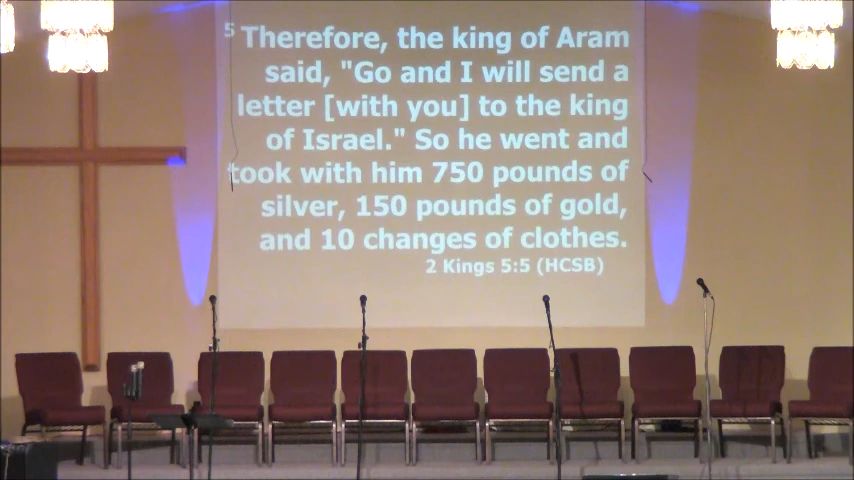 5 Therefore, the king of Aram
said, "Go and I will send a
letter [with you] to the king
of Israel." So he went and
took with him 750 pounds of
silver, 150 pounds of gold,
and 10 changes of clothes.
2 Kings 5:5 (HCSB)